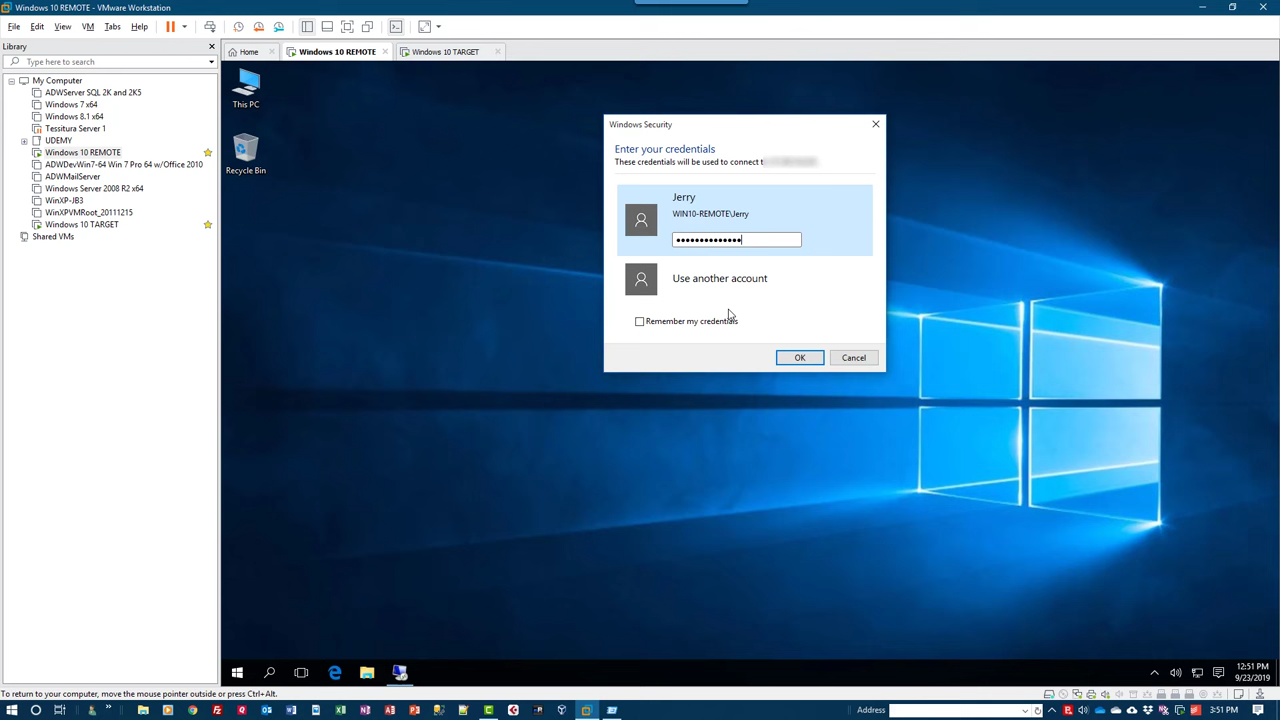 Windows 10 REMOTE - VMware Workstation
File Edit View VM Tabs Help
Library
Type here to search
My Computer
ADWServer SQL 2K and 2K5
Windows 7 x64
Windows 8.1 x64
Tessitura Server 1
UDEMY
Windows 10 REMOTE
ADWDevWin7-64 Win 7 Pro 64 w/Office 2010
ADWMailServer
Windows Server 2008 R2 x64
WinXP-JB3
WinXPVMRoot_20111215
Windows 10 TARGET
Shared VMs
Home Windows 10 REMOTE Windows 10 TARGET
This PC
Recycle Bin
Windows Security
Enter your credentials
These credentials will be used to connect
Jerry
WIN10-REMOTE\Jerry
Use another account
Remember my credentials
OK Cancel
12:51 PM
9/23/2019
To return to your computer, move the mouse pointer outside or press Ctrl+Alt.
Address
3:51 PM